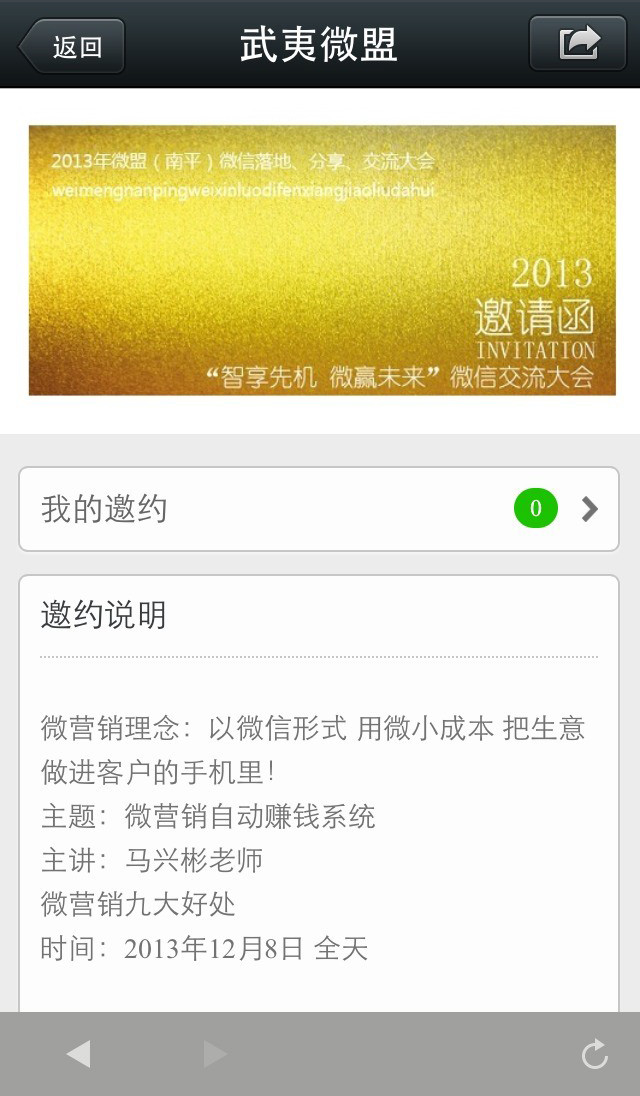 返回
武夷微盟
2013年微盟（南平）微信落地、分享、交流大会
weimengnanpingweixinluodifenxiangjiaoliudahui
2013
邀请函
INVITATION
“智享先机 微赢未来”微信交流大会
我的邀约
0
邀约说明
微营销理念：以微信形式 用微小成本 把生意
做进客户的手机里！
主题：微营销自动赚钱系统
主讲：马兴彬老师
微营销九大好处
时间：2013年12月8日 全天